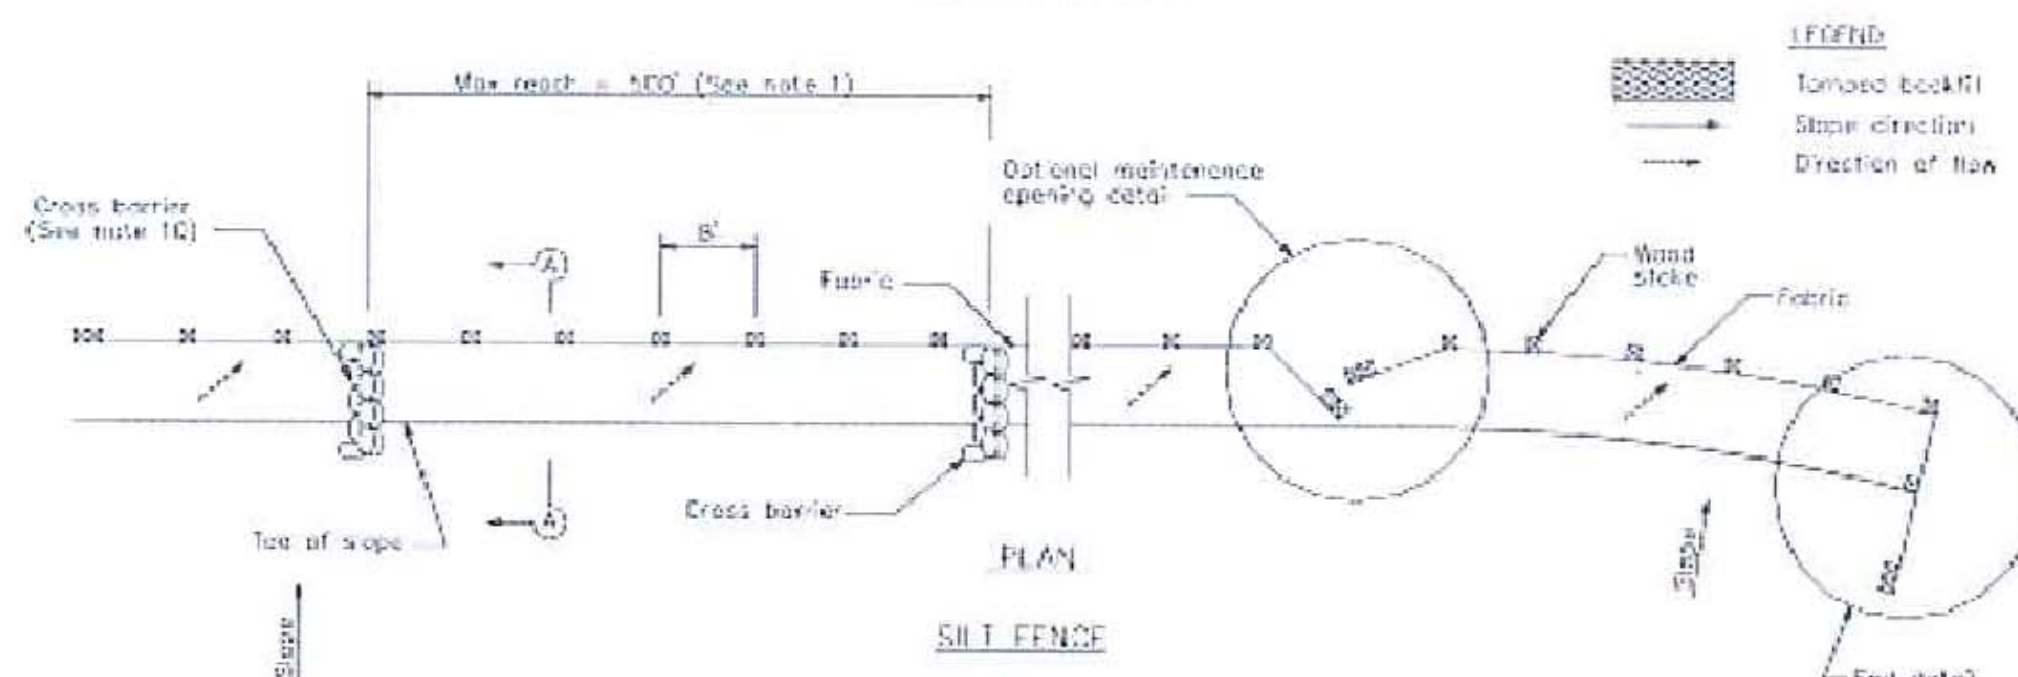 LEGEND
Max reach = 500' (See note 1)
Tamped backfill
Slope direction
Direction of flow
Optional maintenance
opening detail
Cross barrier
(See note 10)
8'
A
Fabric
Wood
stake
Fabric
Cross barrier
A
Toe of slope
PLAN
Slope
SILT FENCE
Slope
End detail